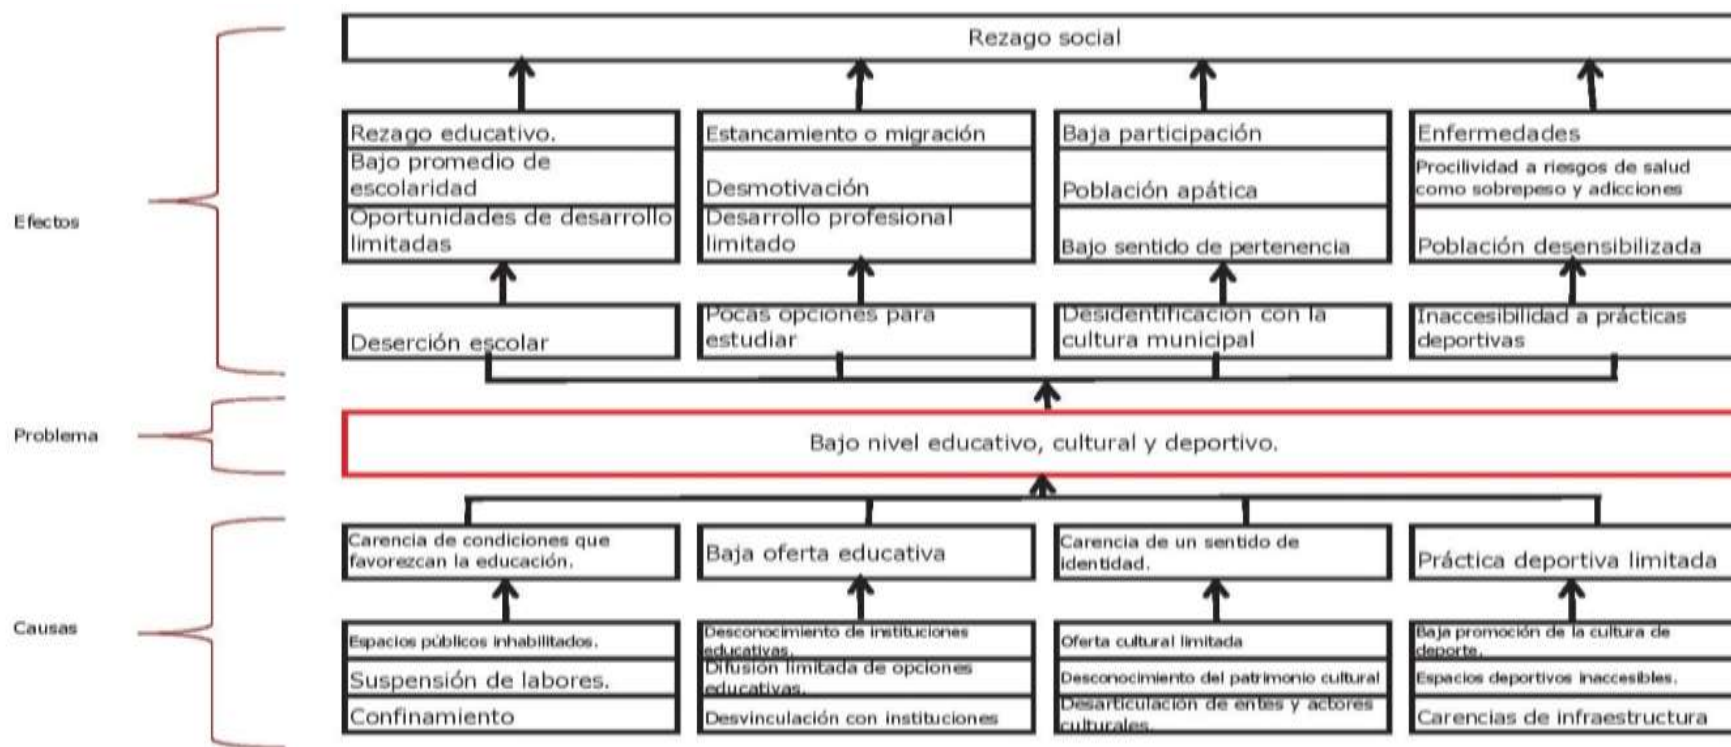 Rezago social
Rezago educativo.
Bajo promedio de
escolaridad
Oportunidades de desarrollo
limitadas
Estancamiento o migración
Desmotivación
Desarrollo profesional
limitado
Baja participación
Población apática
Bajo sentido de pertenencia
Enfermedades
Procilividad a riesgos de salud
como sobrepeso y adicciones
Población desensibilizada
Efectos
Deserción escolar
Pocas opciones para
estudiar
Desidentificación con la
cultura municipal
Inaccesibilidad a prácticas
deportivas
Problema
Bajo nivel educativo, cultural y deportivo.
Carencia de condiciones que
favorezcan la educación.
Baja oferta educativa
Carencia de un sentido de
identidad.
Práctica deportiva limitada
Causas
Espacios públicos inhabilitados.
Suspensión de labores.
Confinamiento
Desconocimiento de instituciones
educativas.
Difusión limitada de opciones
educativas.
Desvinculación con instituciones
Oferta cultural limitada
Desconocimiento del patrimonio cultural
Desarticulación de entes y actores
culturales.
Baja promoción de la cultura de
deporte.
Espacios deportivos inaccesibles.
Carencias de infraestructura